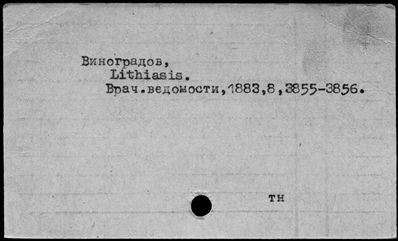 Виноградов,
Lithiasis.
Врач.ведомости,1883,8,3855-3856.
тн